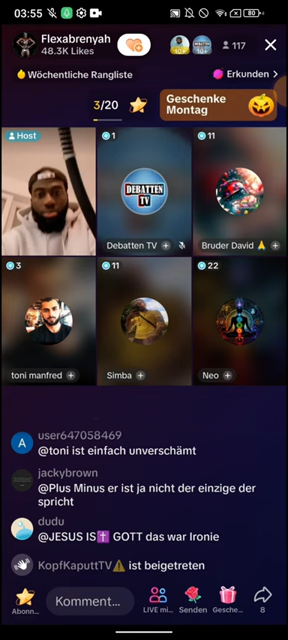 03:55
80
Flexabrenyah
48.3K Likes
10+
10+
117
Wöchentliche Rangliste
Erkunden >
3/20
Geschenke
Montag
Host
1
11
DEBATTEN
TV
Debatten TV
Bruder David
3
11
22
toni manfred
Simba
Neo
user647058469
A
@toni ist einfach unverschämt
jackybrown
@Plus Minus er ist ja nicht der einzige der
spricht
dudu
@JESUS IS✝️ GOTT das war Ironie
KopfKaputtTV⚠️ ist beigetreten
Abonn...
Komment...
LIVE mi...
Senden
Gesche...
8